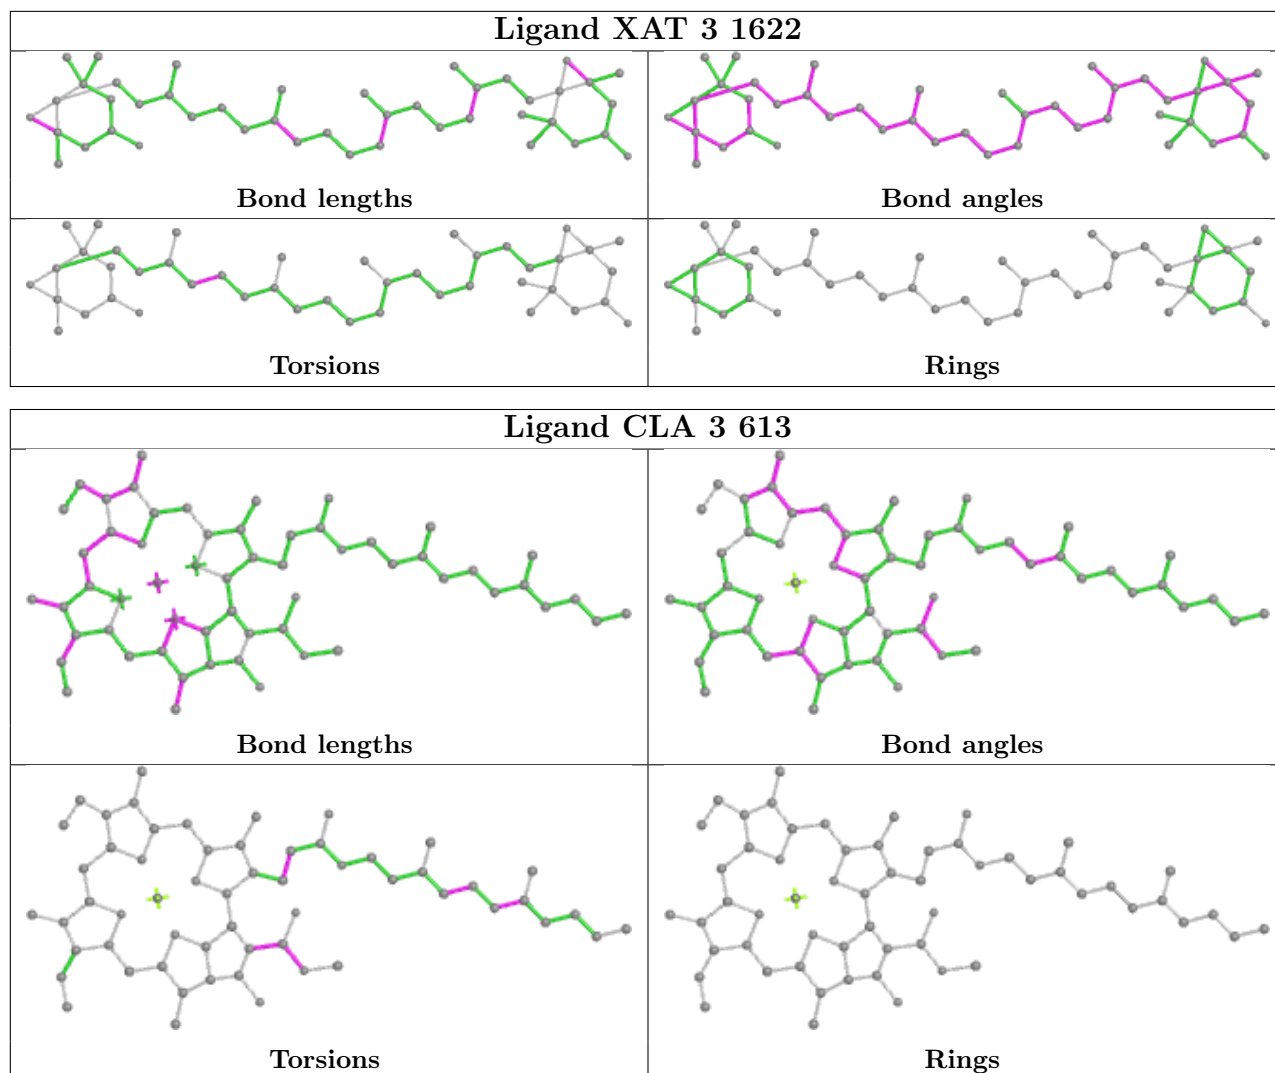 Ligand XAT 3 1622
Bond lengths
Bond angles
Torsions
Rings
Ligand CLA 3 613
Bond lengths
Bond angles
Torsions
Rings